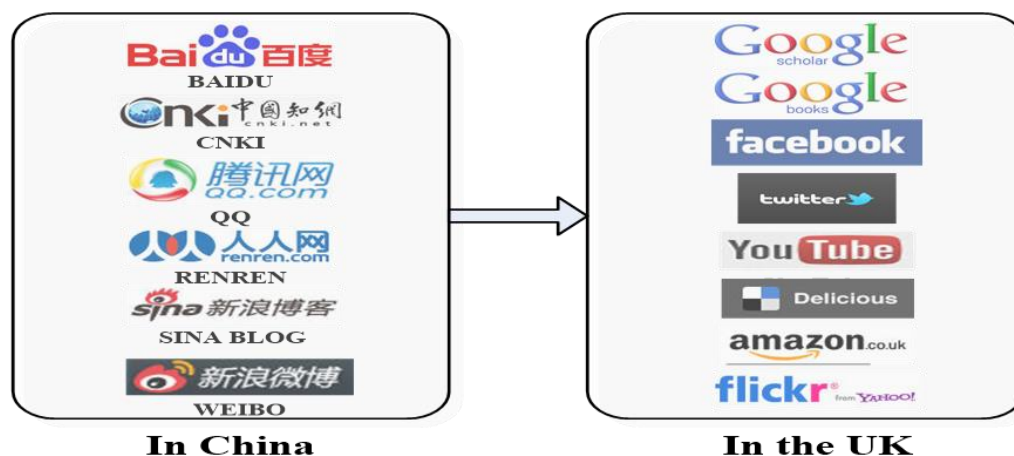 Baidu百度
BAIDU
CNKi中国知网
cnki.net
CNKI
腾讯网
QQ.com
QQ
人人网
renren.com
RENREN
sina新浪博客
SINA BLOG
新浪微博
WEIBO
In China
Google
scholar
Google
books
facebook
twitter
YouTube
Delicious
amazon.co.uk
flickr from YAHOO!
In the UK